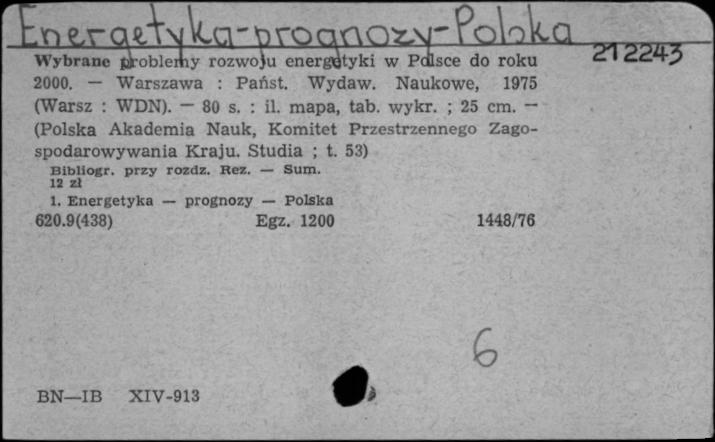 Energetyka-prognozy-Polska
212243
Wybrane problemy rozwoju energetyki w Polsce do roku
2000. — Warszawa : Państ. Wydaw. Naukowe, 1975
(Warsz : WDN). — 80 s. : il. mapa, tab. wykr. ; 25 cm. —
(Polska Akademia Nauk, Komitet Przestrzennego Zago-
spodarowywania Kraju. Studia ; t. 53)
Bibliogr. przy rozdz. Rez. — Sum.
12 zł
1. Energetyka — prognozy — Polska
620.9(438) Egz. 1200 1448/76
6
BN—IB XIV-913